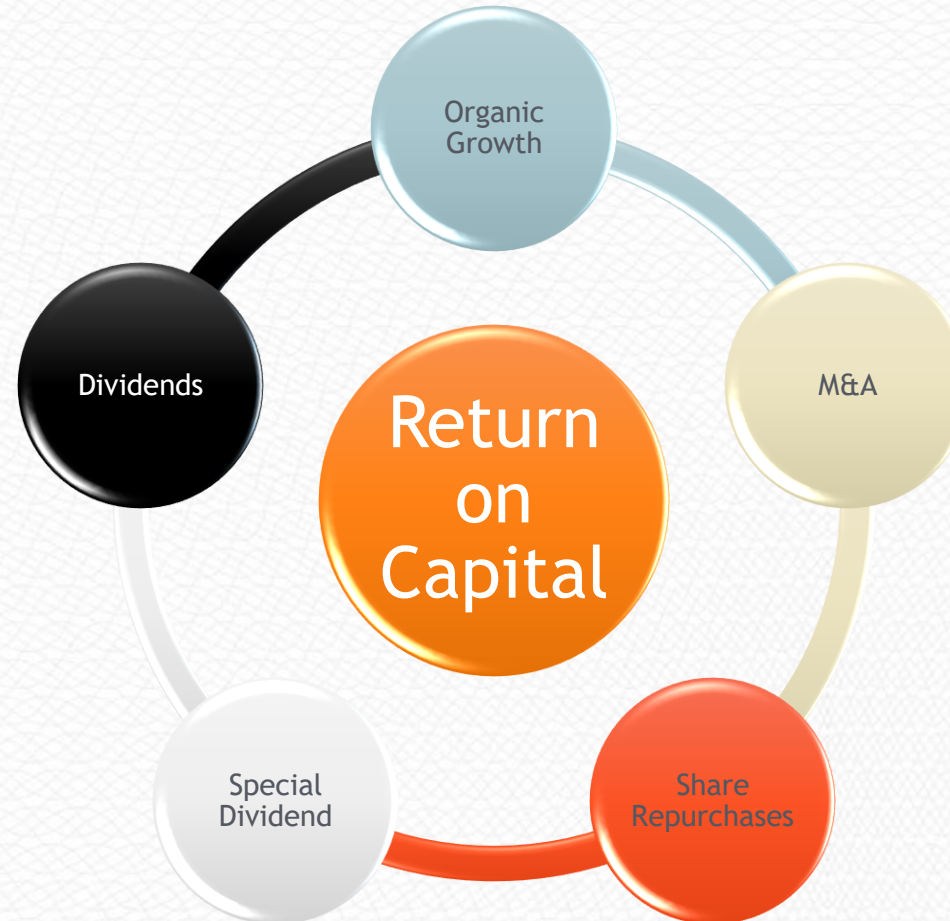 Organic
Growth
M&A
Share
Repurchases
Special
Dividend
Dividends
Return
on
Capital